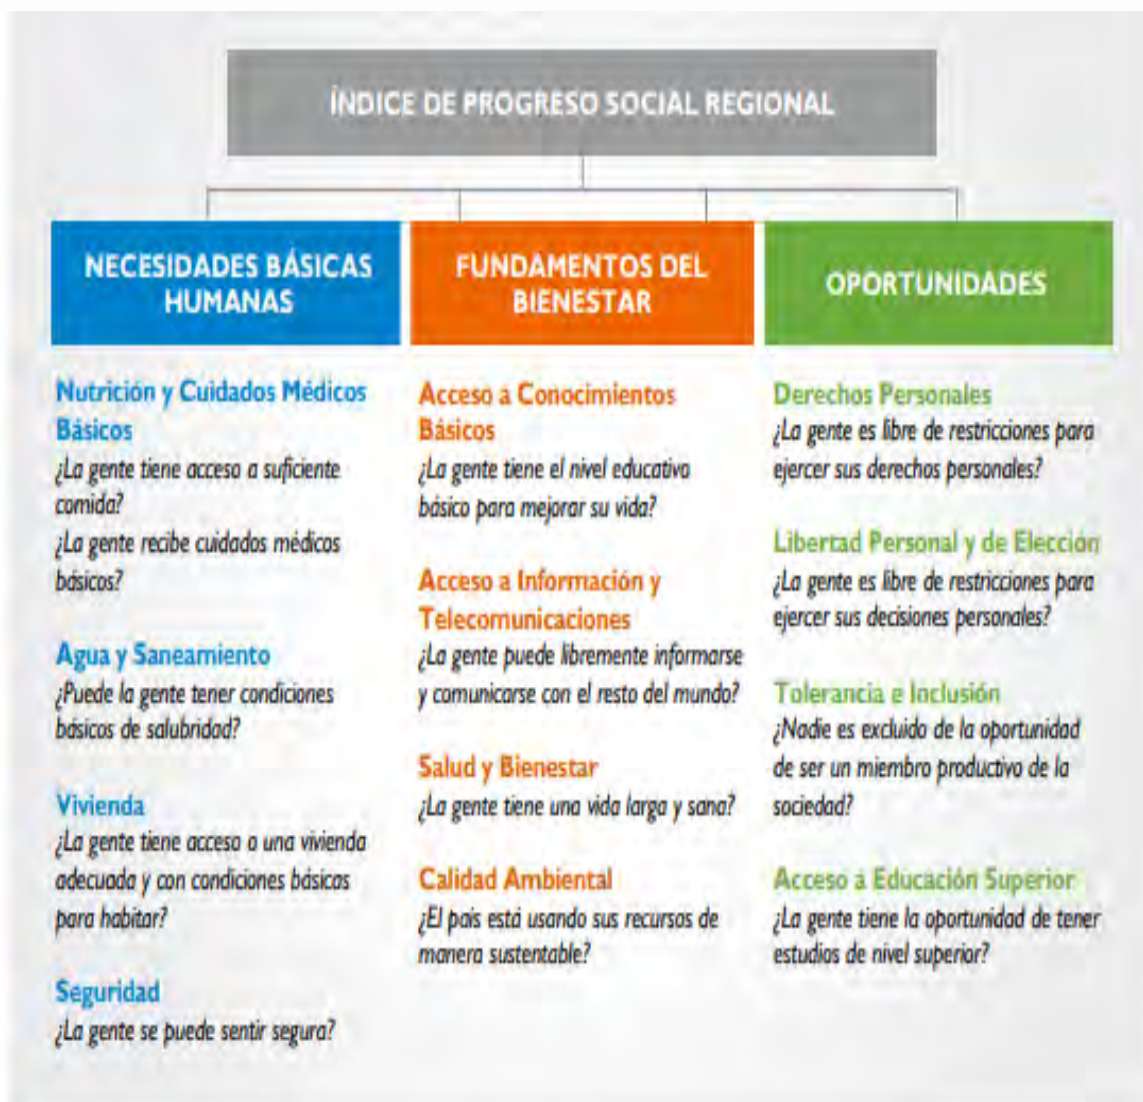 ÍNDICE DE PROGRESO SOCIAL REGIONAL
NECESIDADES BÁSICAS
HUMANAS
Nutrición y Cuidados Médicos
Básicos
¿La gente tiene acceso a suficiente
comida?
¿La gente recibe cuidados médicos
básicos?
Agua y Saneamiento
¿Puede la gente tener condiciones
básicos de salubridad?
Vivienda
¿La gente tiene acceso a una vivienda
adecuada y con condiciones básicas
para habitar?
Seguridad
¿La gente se puede sentir segura?
FUNDAMENTOS DEL
BIENESTAR
Acceso a Conocimientos
Básicos
¿La gente tiene el nivel educativo
básico para mejorar su vida?
Acceso a Información y
Telecomunicaciones
¿La gente puede libremente informarse
y comunicarse con el resto del mundo?
Salud y Bienestar
¿La gente tiene una vida larga y sana?
Calidad Ambiental
¿El país está usando sus recursos de
manera sustentable?
OPORTUNIDADES
Derechos Personales
¿La gente es libre de restricciones para
ejercer sus derechos personales?
Libertad Personal y de Elección
¿La gente es libre de restricciones para
ejercer sus decisiones personales?
Tolerancia e Inclusión
¿Nadie es excluido de la oportunidad
de ser un miembro productivo de la
sociedad?
Acceso a Educación Superior
¿La gente tiene la oportunidad de tener
estudios de nivel superior?